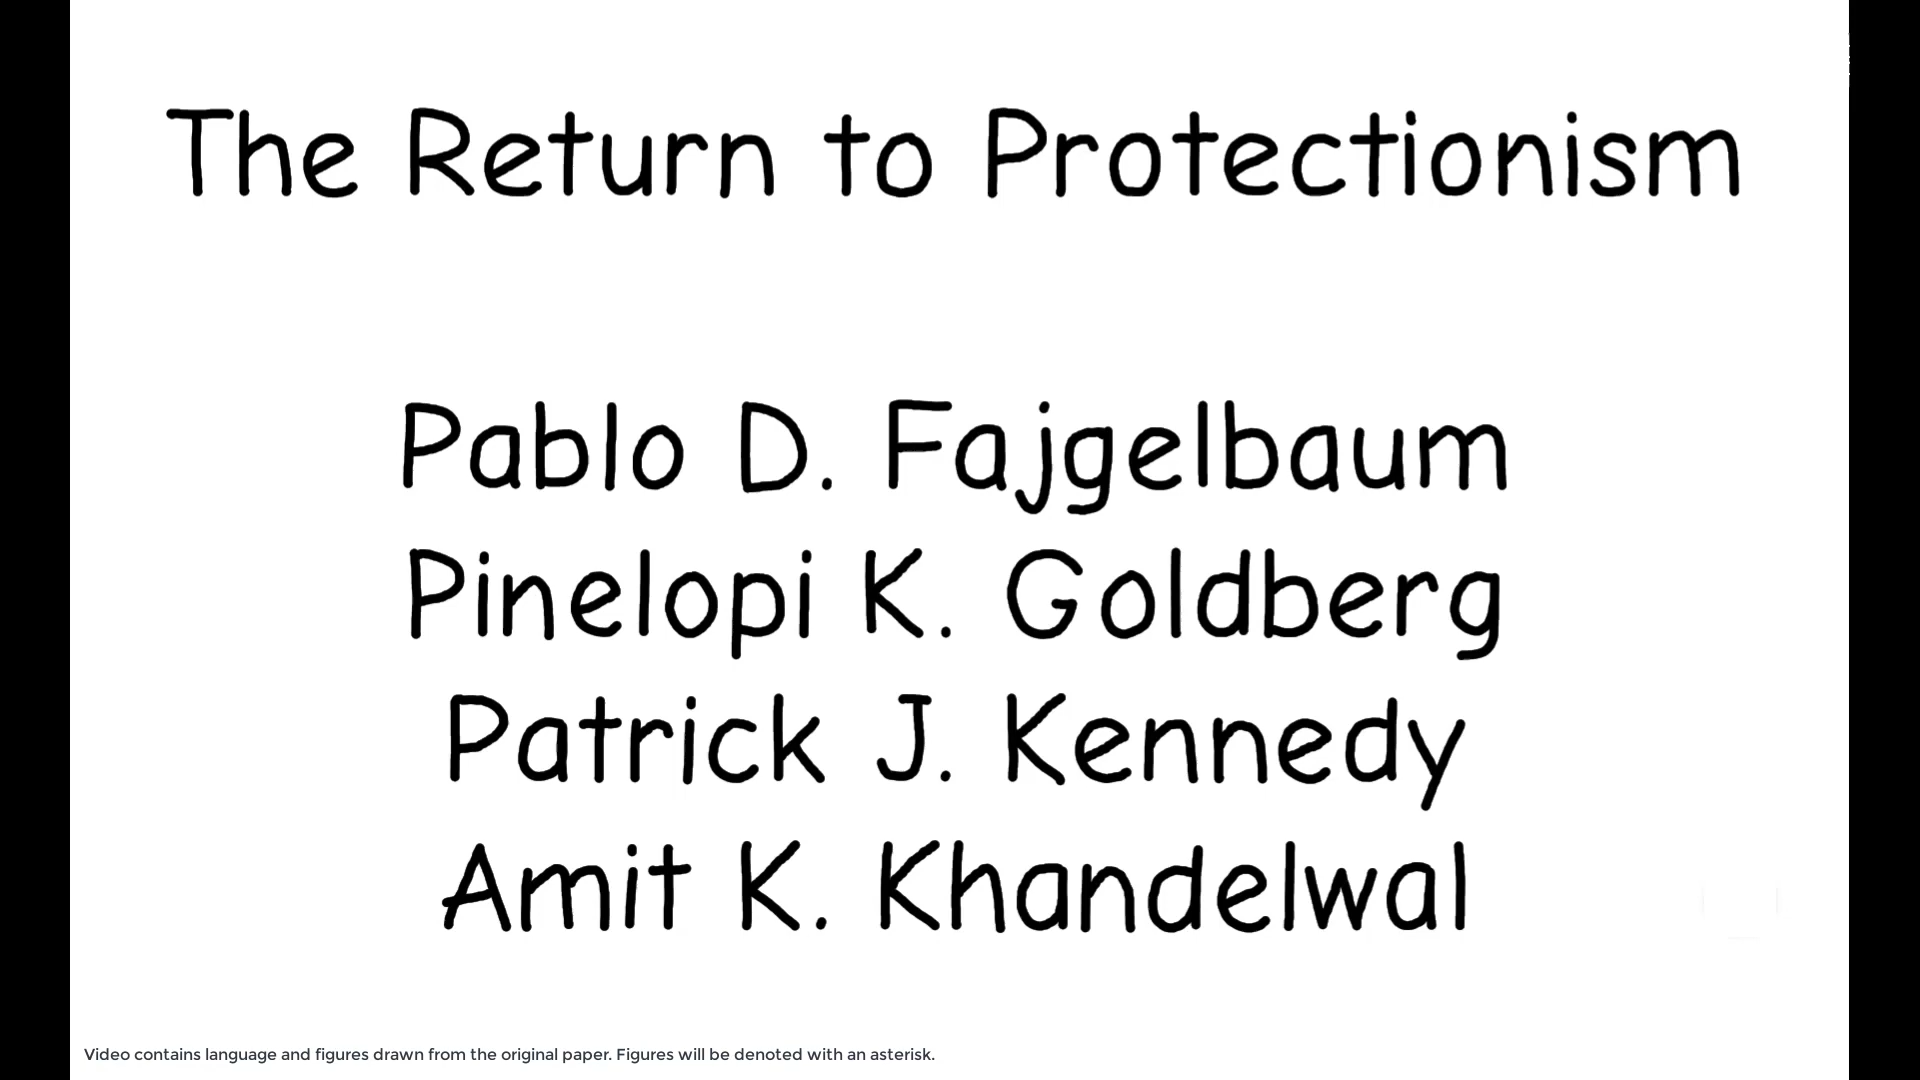 The Return to Protectionism
Pablo D. Fajgelbaum
Pinelopi K. Goldberg
Patrick J. Kennedy
Amit K. Khandelwal
Video contains language and figures drawn from the original paper. Figures will be denoted with an asterisk.